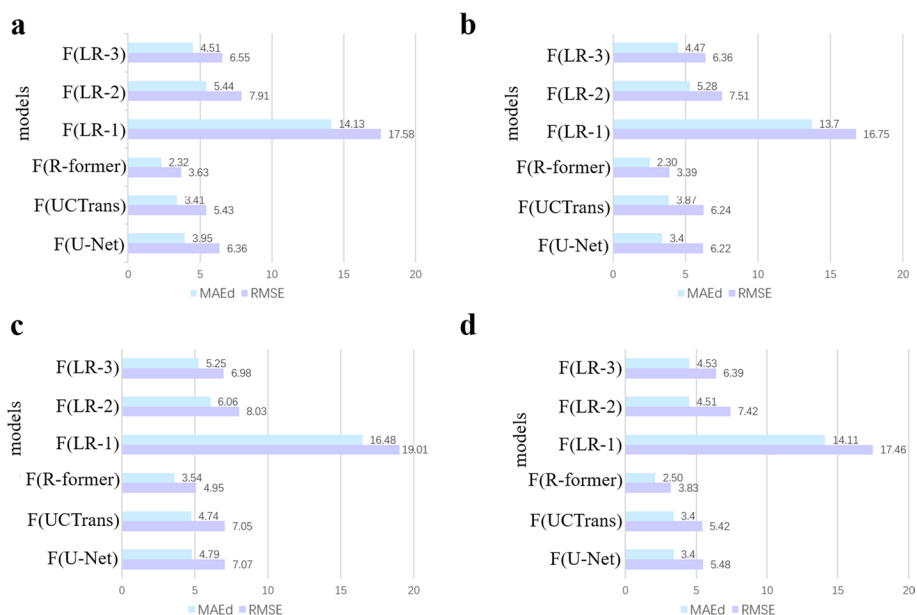 a
models
F(LR-3) 4.51 6.55
F(LR-2) 5.44 7.91
F(LR-1) 14.13 17.58
F(R-former) 2.32 3.63
F(UCTrans) 3.41 5.43
F(U-Net) 3.95 6.36
0 5 10 15 20
MAEd RMSE
b
models
F(LR-3) 4.47 6.36
F(LR-2) 5.28 7.51
F(LR-1) 13.7 16.75
F(R-former) 2.30 3.39
F(UCTrans) 3.87 6.24
F(U-Net) 3.4 6.22
0 5 10 15 20
MAEd RMSE
c
models
F(LR-3) 5.25 6.98
F(LR-2) 6.06 8.03
F(LR-1) 16.48 19.01
F(R-former) 3.54 4.95
F(UCTrans) 4.74 7.05
F(U-Net) 4.79 7.07
0 5 10 15 20
MAEd RMSE
d
models
F(LR-3) 4.53 6.39
F(LR-2) 4.51 7.42
F(LR-1) 14.11 17.46
F(R-former) 2.50 3.83
F(UCTrans) 3.4 5.42
F(U-Net) 3.4 5.48
0 5 10 15 20
MAEd RMSE